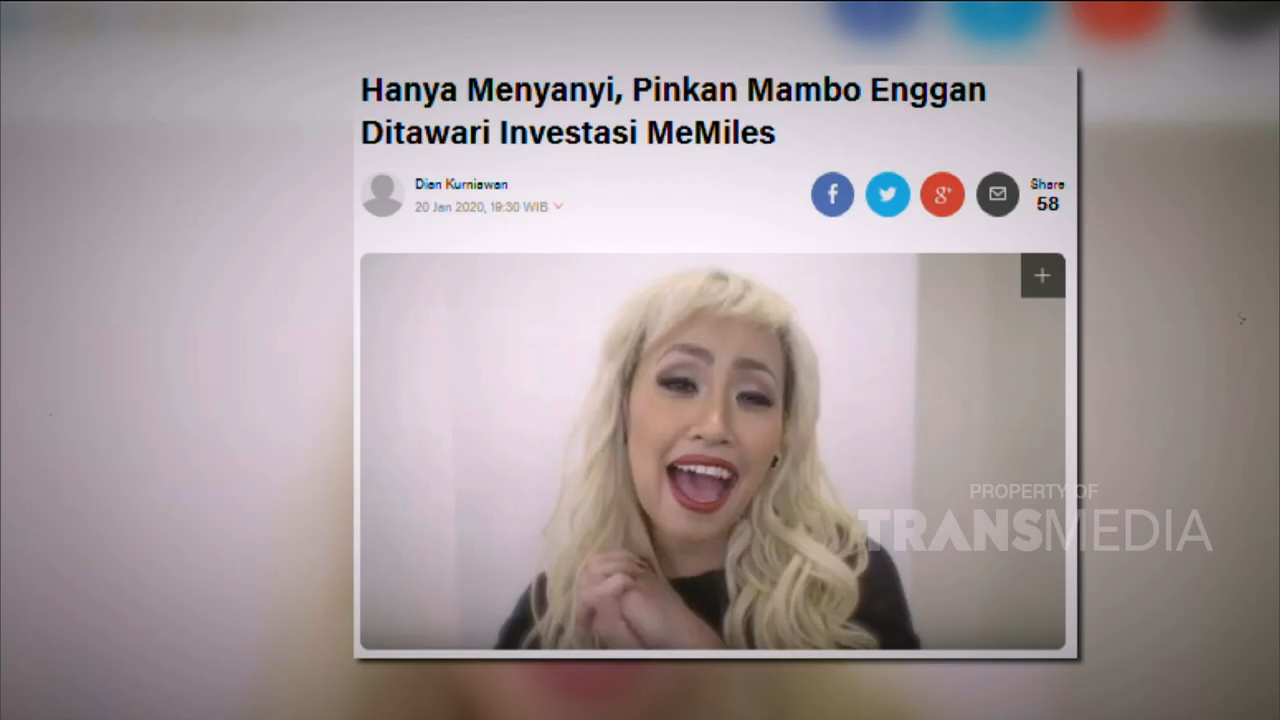 Hanya Menyanyi, Pinkan Mambo Enggan
Ditawari Investasi MeMiles
Dian Kurniawan
20 Jan 2020, 19:30 WIB
Share
58
PROPERTY OF
TRANSMEDIA